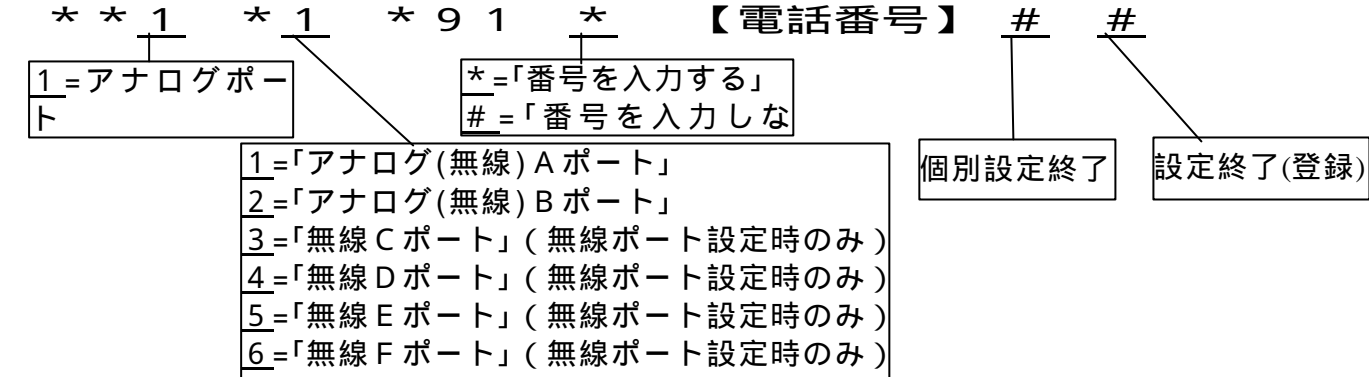 **1 *1 *91 * 【電話番号】 # #
1=アナログポー
ト
*=「番号を入力する」
#=「番号を入力しな
1=「アナログ(無線)Aポート」
2=「アナログ(無線)Bポート」
3=「無線Cポート」(無線ポート設定時のみ)
4=「無線Dポート」(無線ポート設定時のみ)
5=「無線Eポート」(無線ポート設定時のみ)
6=「無線Fポート」(無線ポート設定時のみ)
個別設定終了
設定終了(登録)